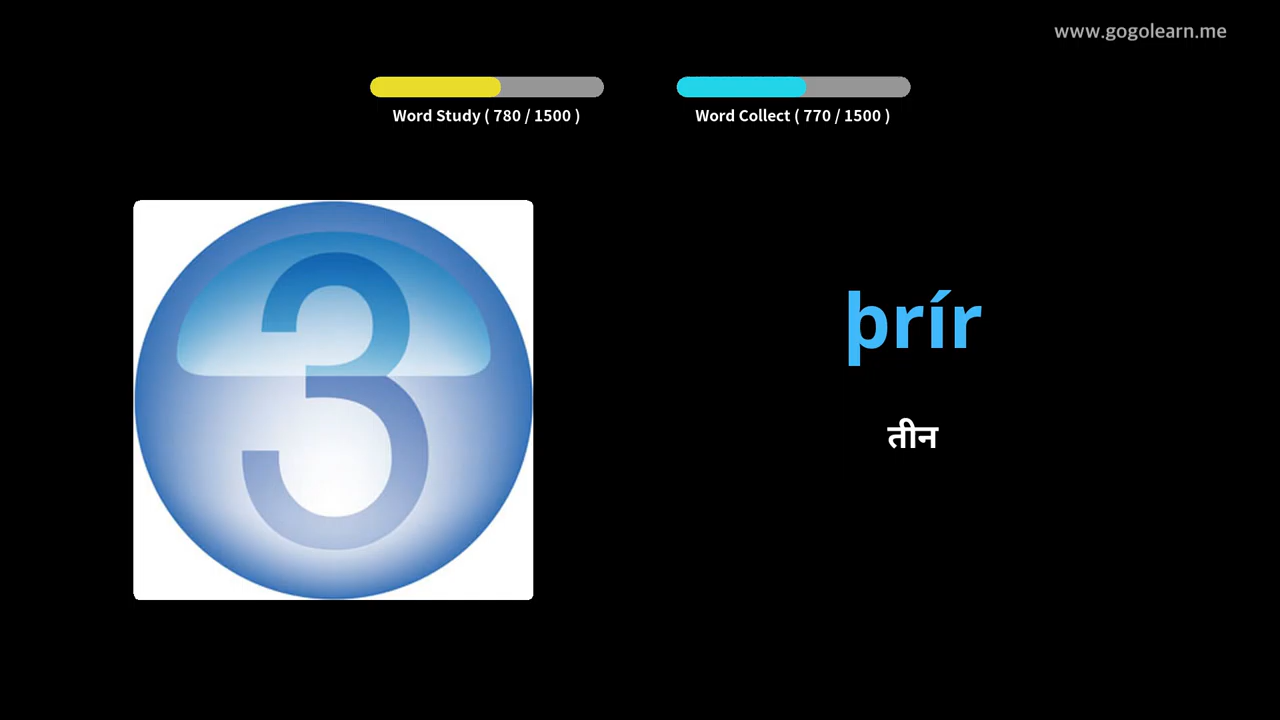 www.gogolearn.me
Word Study ( 780 / 1500 )
Word Collect ( 770 / 1500 )
3
þrír
तीन